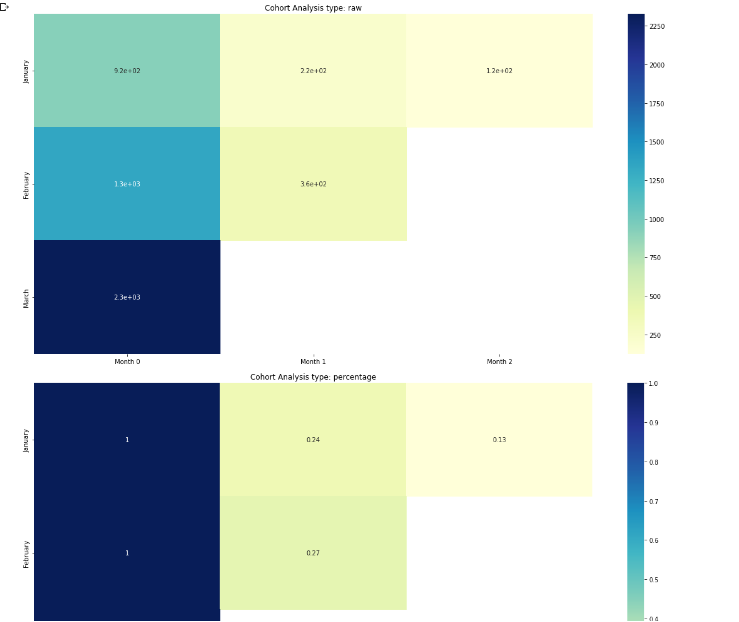 Cohort Analysis type: raw
January 9.2e+02 2.2e+02 1.2e+02
February 1.3e+03 3.6e+02
March 2.3e+03
Month 0 Month 1 Month 2
2250
2000
1750
1500
1250
1000
750
500
250
Cohort Analysis type: percentage
January 1 0.24 0.13
February 1 0.27
1.0
0.9
0.8
0.7
0.6
0.5
0.4